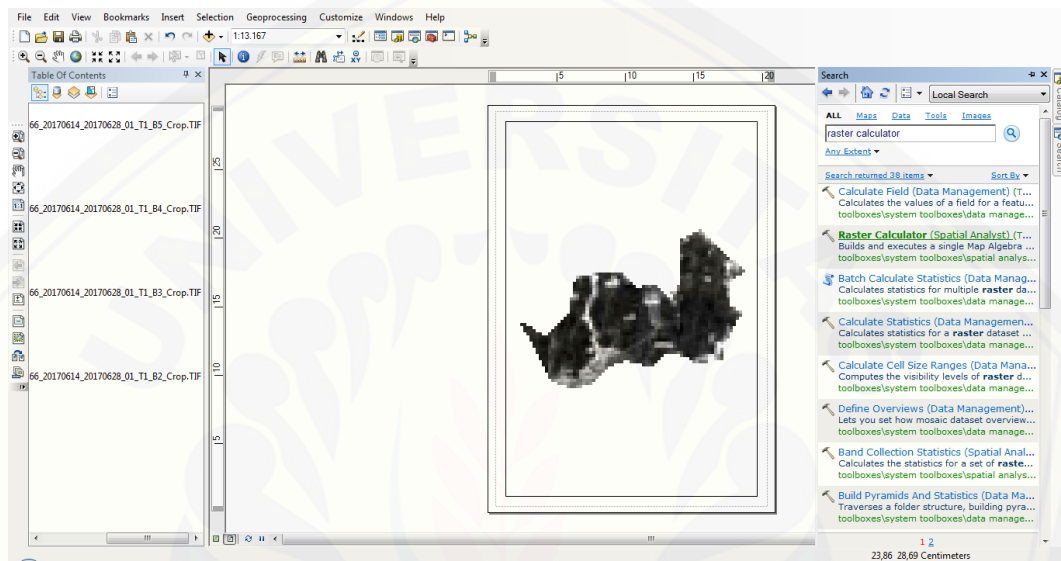 File Edit View Bookmarks Insert Selection Geoprocessing Customize Windows Help
1:13.167
Table Of Contents
66_20170614_20170628_01_T1_B5_Crop.TIF
66_20170614_20170628_01_T1_B4_Crop.TIF
66_20170614_20170628_01_T1_B3_Crop.TIF
66_20170614_20170628_01_T1_B2_Crop.TIF
5 10 15 20
25
20
15
10
5
Search
Local Search
ALL Maps Data Tools Images
raster calculator
Any Extent
Search returned 38 items Sort By
Calculate Field (Data Management) (T...
Calculates the values of a field for a featu...
toolboxes\system toolboxes\data manage...
Raster Calculator (Spatial Analyst) (T...
Builds and executes a single Map Algebra ...
toolboxes\system toolboxes\spatial analys...
Batch Calculate Statistics (Data Manag...
Calculates statistics for multiple raster da...
toolboxes\system toolboxes\data manage...
Calculate Statistics (Data Managemen...
Calculates statistics for a raster dataset ...
toolboxes\system toolboxes\data manage...
Calculate Cell Size Ranges (Data Mana...
Computes the visibility levels of raster d...
toolboxes\system toolboxes\data manage...
Define Overviews (Data Management)...
Lets you set how mosaic dataset overview...
toolboxes\system toolboxes\data manage...
Band Collection Statistics (Spatial Anal...
Calculates the statistics for a set of raste...
toolboxes\system toolboxes\spatial analys...
Build Pyramids And Statistics (Data Ma...
Traverses a folder structure, building pyra...
toolboxes\system toolboxes\data manage...
1 2
23,86 28,69 Centimeters
Catalog
Search
UNIVERSIT